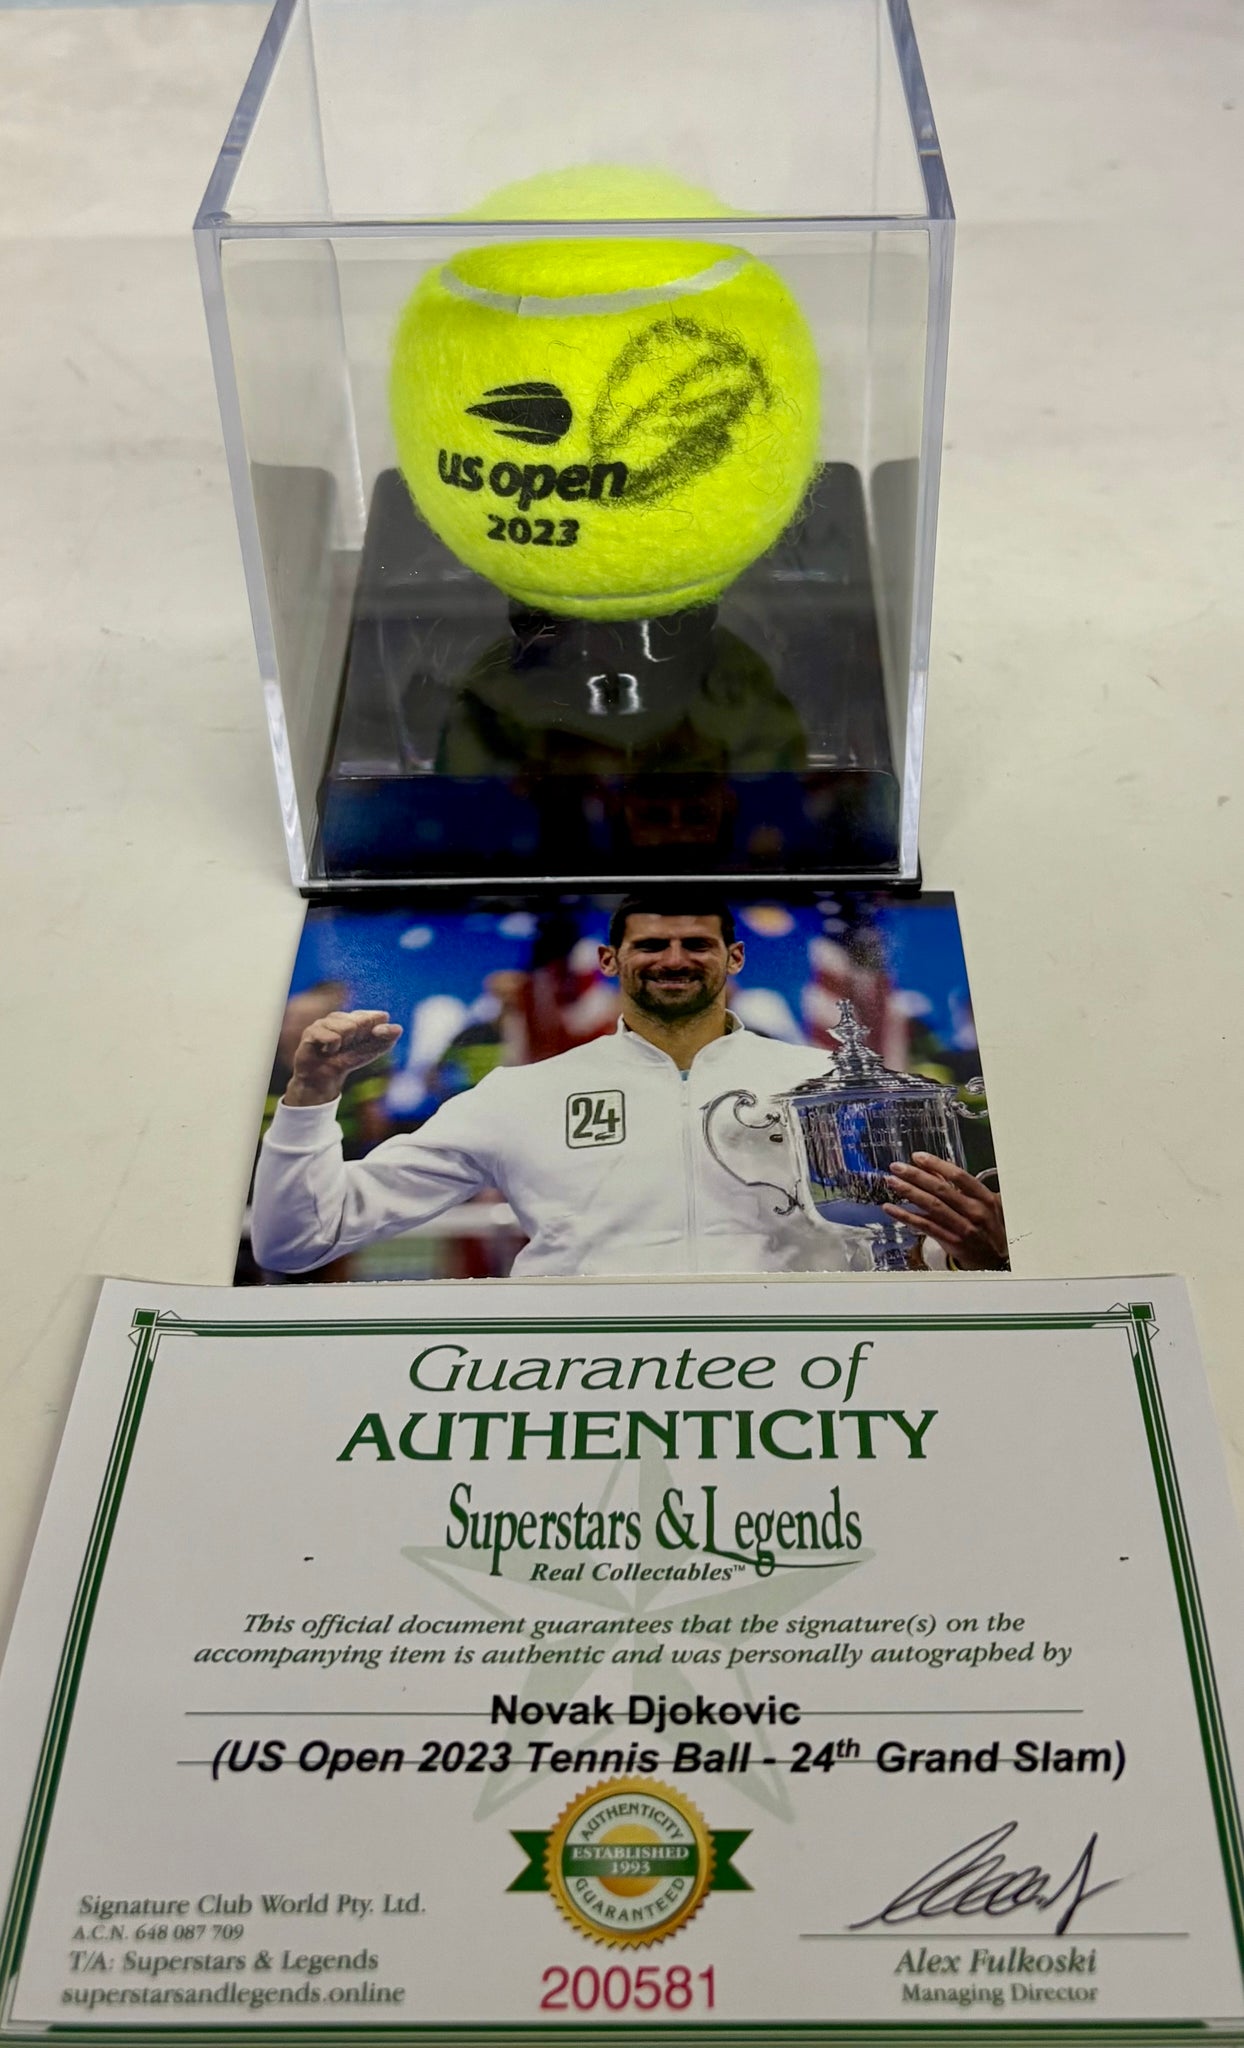 us open
2023
24
Guarantee of
AUTHENTICITY
Superstars & Legends
Real Collectables™
This official document guarantees that the signature(s) on the
accompanying item is authentic and was personally autographed by
Novak Djokovic
(US Open 2023 Tennis Ball - 24th Grand Slam)
AUTHENTICITY
ESTABLISHED
1993
GUARANTEED
Signature Club World Pty. Ltd.
A.C.N. 648 087 709
T/A: Superstars & Legends
superstarsandlegends.online
200581
Alex Fulkoski
Managing Director